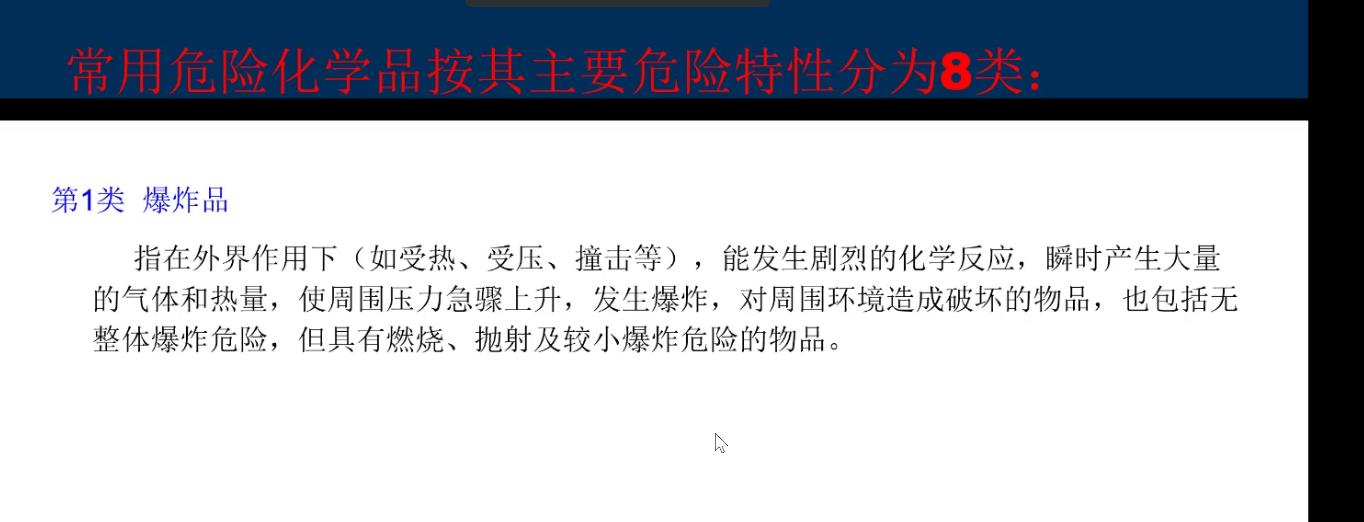 常用危险化学品按其主要危险特性分为8类：
第1类 爆炸品
指在外界作用下（如受热、受压、撞击等），能发生剧烈的化学反应，瞬时产生大量
的气体和热量，使周围压力急骤上升，发生爆炸，对周围环境造成破坏的物品，也包括无
整体爆炸危险，但具有燃烧、抛射及较小爆炸危险的物品。